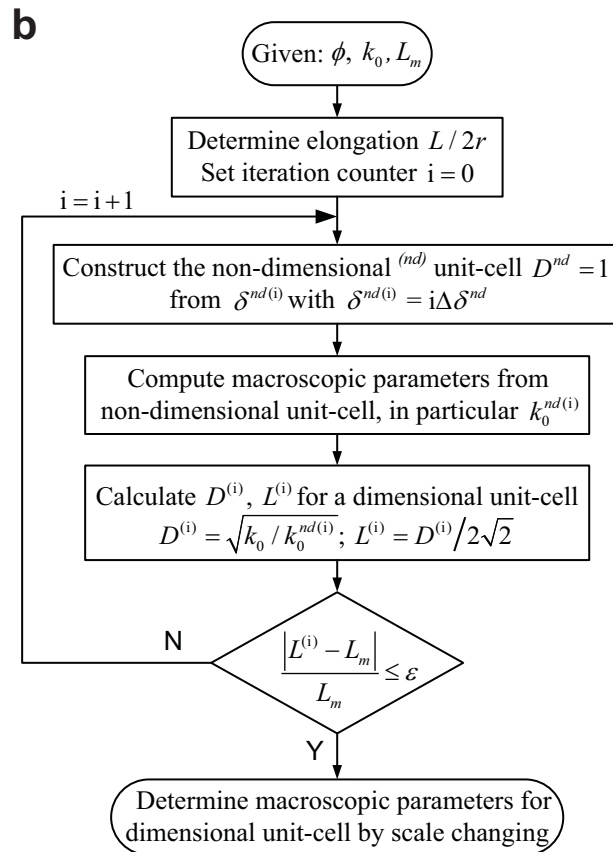 b
Given: ϕ, k₀, Lₘ
Determine elongation L / 2r
Set iteration counter i = 0
i = i+1
Construct the non-dimensional ⁽ⁿᵈ⁾ unit-cell Dⁿᵈ = 1
from δⁿᵈ⁽ⁱ⁾ with δⁿᵈ⁽ⁱ⁾ = iΔδⁿᵈ
Compute macroscopic parameters from
non-dimensional unit-cell, in particular k₀ⁿᵈ⁽ⁱ⁾
Calculate D⁽ⁱ⁾, L⁽ⁱ⁾ for a dimensional unit-cell
D⁽ⁱ⁾ = √(k₀ / k₀ⁿᵈ⁽ⁱ⁾); L⁽ⁱ⁾ = D⁽ⁱ⁾/2√2
N
|L⁽ⁱ⁾ − Lₘ| / Lₘ ≤ ε
Y
Determine macroscopic parameters for
dimensional unit-cell by scale changing